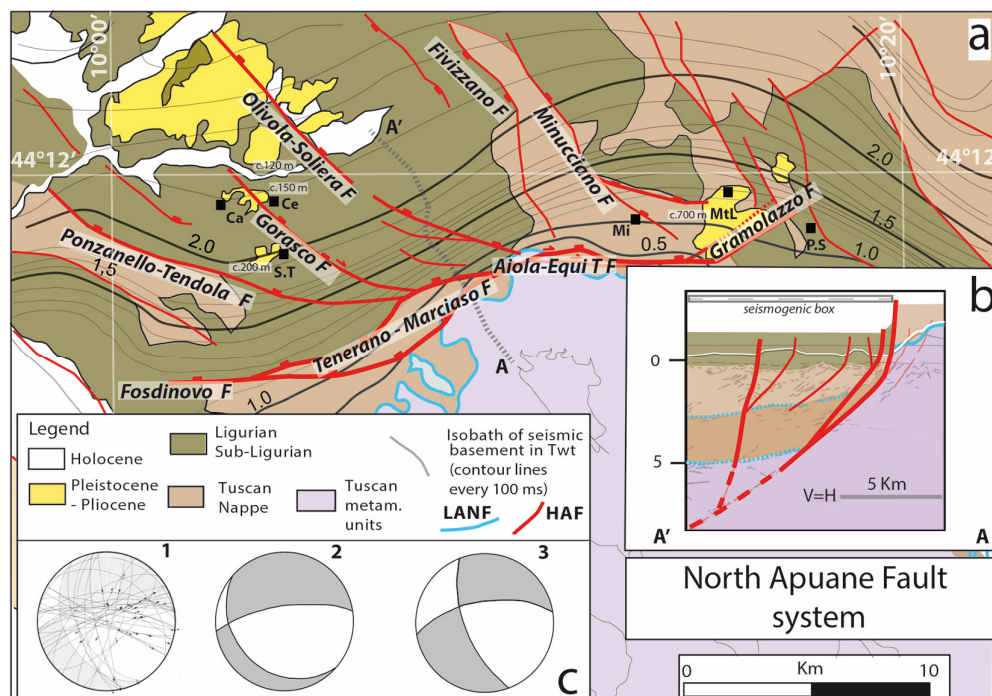 10°00'
10°20'
a
Fivizzano F
Olivola-Soliera F
A'
Minucciano F
2.0
44°12'
44°12'
c.120 m
c.150 m
Ce
Ca
Gorasco F
MtL
Gramolazzo F
c.700 m
Mi
1.5
P.S
2.0
0.5
1.0
c.200 m
S.T
Ponzanello-Tendola F
1,5
Aiola-Equi T F
Tenerano - Marciaso F
A
Fosdinovo F
1.0
b
seismogenic box
0
5
V=H
5 Km
A'
A
Legend
Holocene
Pleistocene
- Pliocene
Ligurian
Sub-Ligurian
Tuscan
Nappe
Tuscan
metam.
units
Isobath of seismic
basement in Twt
(contour lines
every 100 ms)
LANF
HAF
1
2
3
c
North Apuane Fault
system
0
Km
10